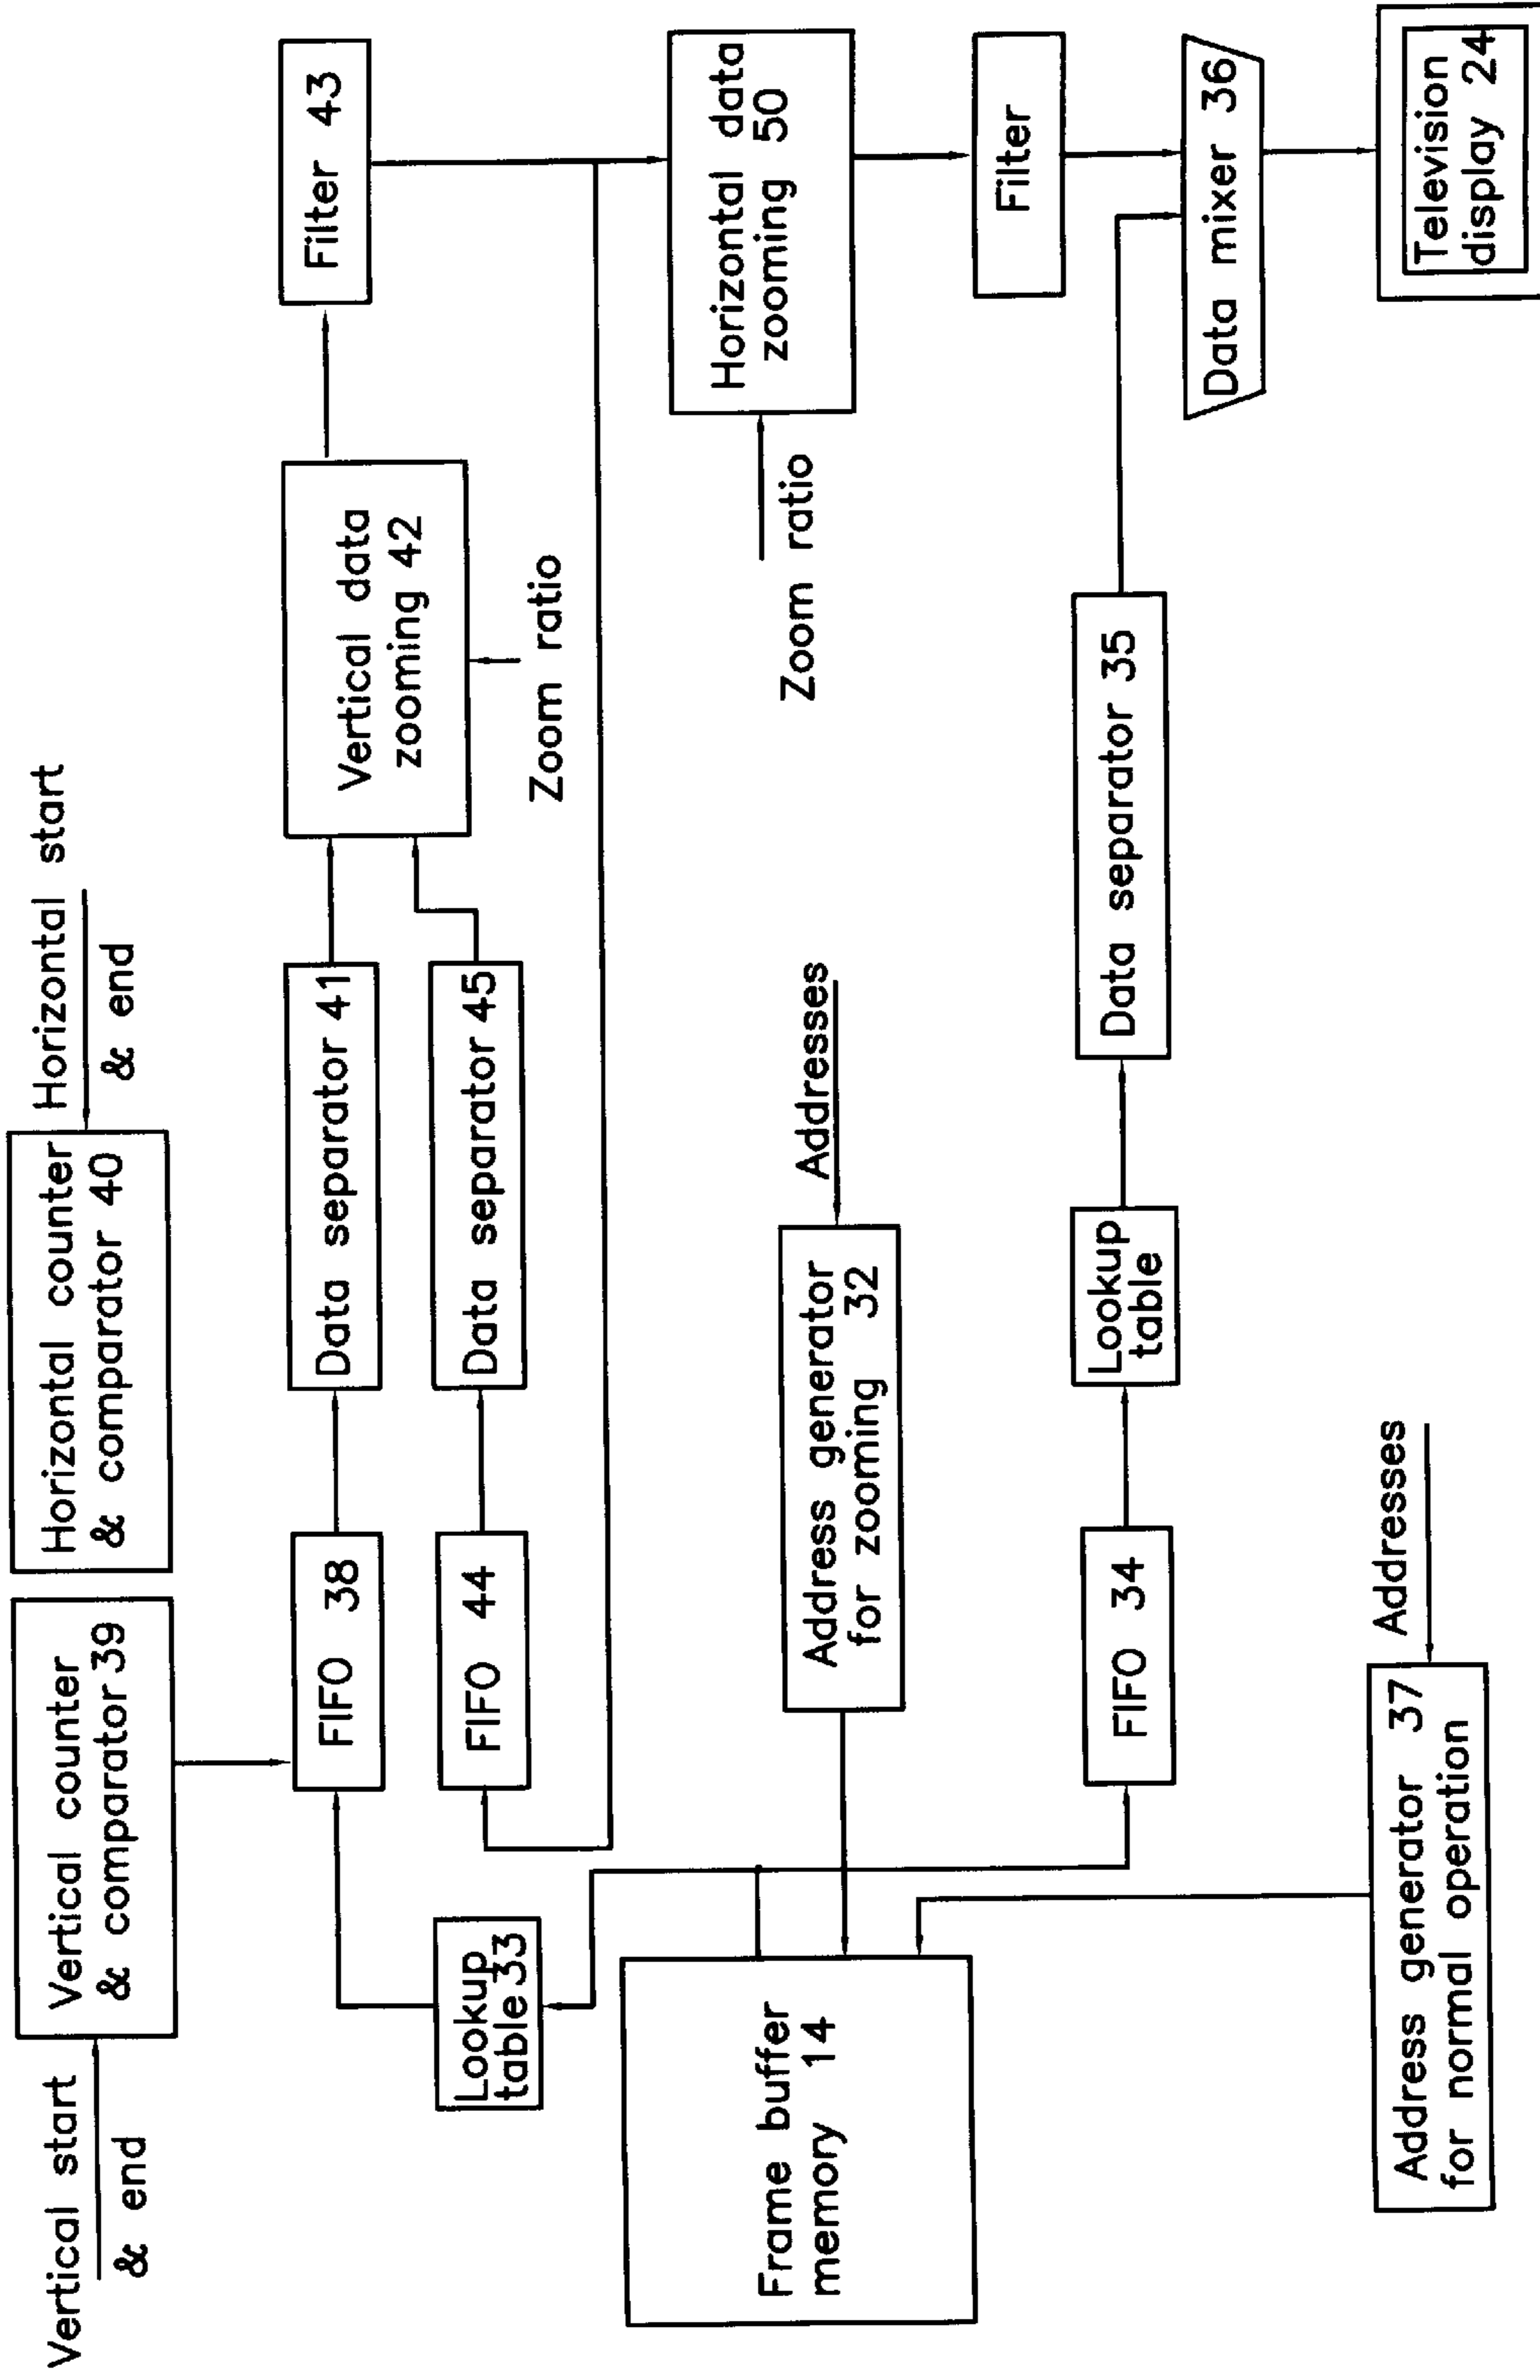 Vertical start
& end
Vertical counter
& comparator 39
Horizontal counter
& comparator 40
Horizontal start
& end
FIFO 38
Data separator 41
Vertical data
zooming 42
Filter 43
FIFO 44
Data separator 45
Zoom ratio
Lookup
table 33
Frame buffer
memory 14
Address generator
for zooming 32
Addresses
Zoom ratio
Horizontal data
zooming 50
Filter
FIFO 34
Lookup
table
Data separator 35
Data mixer 36
Address generator 37
for normal operation
Addresses
Television
display 24